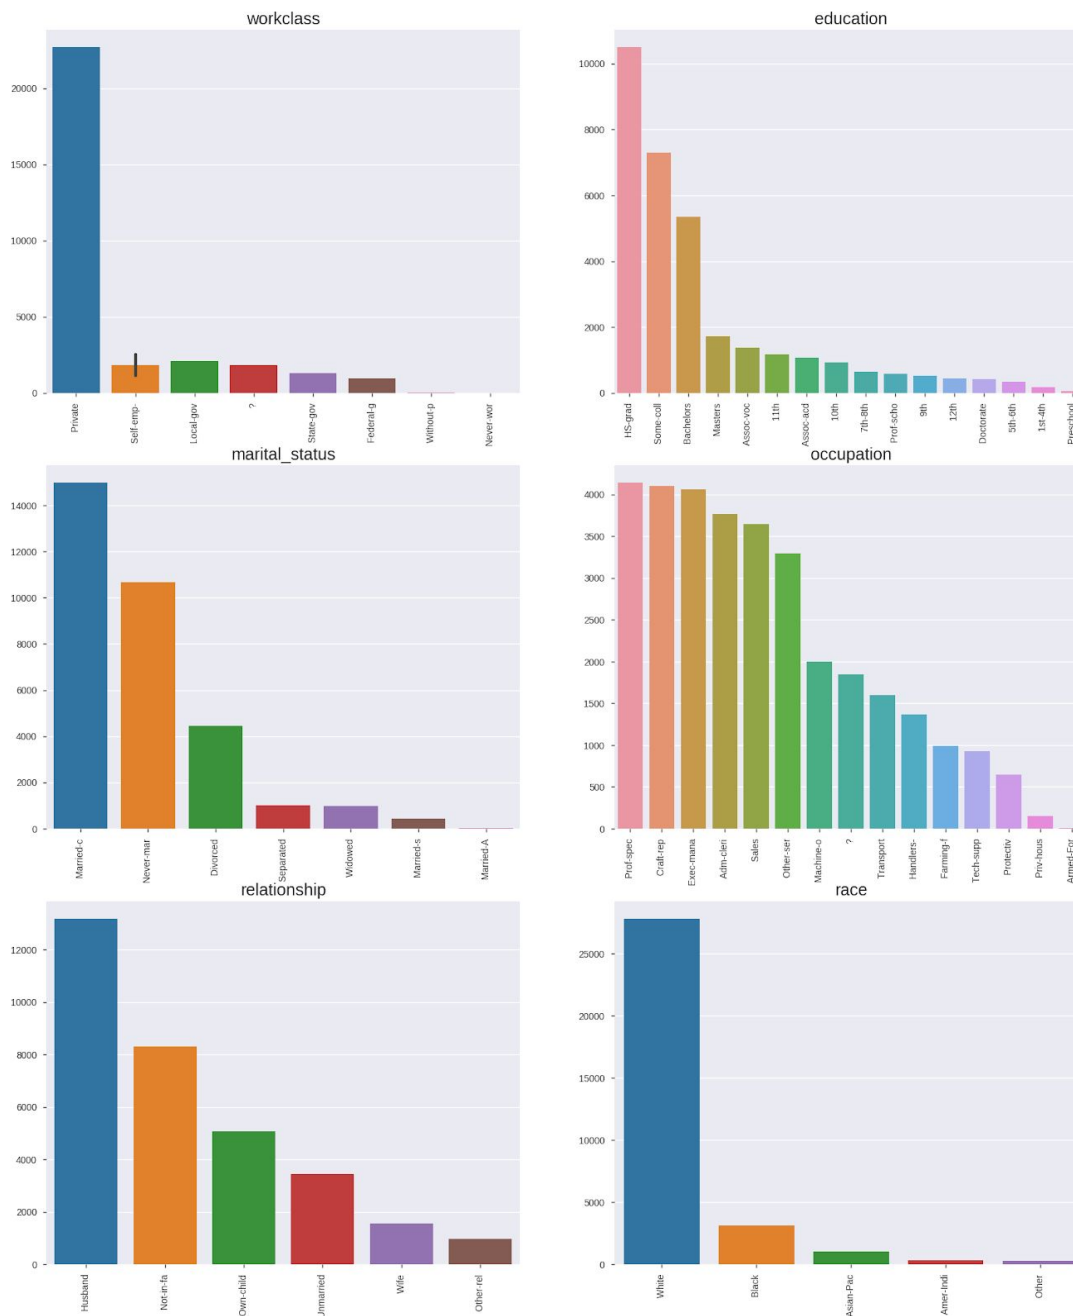 workclass
20000
15000
10000
5000
0
Private
Self-emp-
Local-gov
?
State-gov
Federal-g
Without-p
Never-wor
education
10000
8000
6000
4000
2000
0
HS-grad
Some-coll
Bachelors
Masters
Assoc-voc
11th
Assoc-acd
10th
7th-8th
Prof-scho
9th
12th
Doctorate
5th-6th
1st-4th
Preschool
marital_status
14000
12000
10000
8000
6000
4000
2000
0
Married-c
Never-mar
Divorced
Separated
Widowed
Married-s
Married-A
occupation
4000
3500
3000
2500
2000
1500
1000
500
0
Prof-spec
Craft-rep
Exec-mana
Adm-cleri
Sales
Other-ser
Machine-o
?
Transport
Handlers-
Farming-f
Tech-supp
Protectiv
Priv-hous
Armed-For
relationship
12000
10000
8000
6000
4000
2000
0
Husband
Not-in-fa
Own-child
Unmarried
Wife
Other-rel
race
25000
20000
15000
10000
5000
0
White
Black
Asian-Pac
Amer-Indi
Other